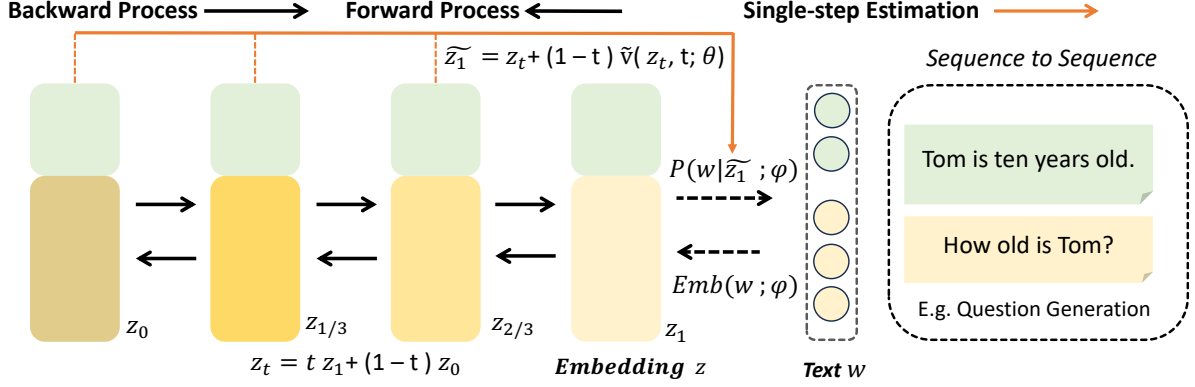 Backward Process
Forward Process
Single-step Estimation
z̃₁ = z_t + (1 – t) ṽ( z_t, t; θ)
Sequence to Sequence
P(w|z̃₁ ; φ)
Tom is ten years old.
How old is Tom?
Emb(w ; φ)
E.g. Question Generation
z₀
z_{1/3}
z_{2/3}
z₁
z_t = t z₁ + (1 – t) z₀
Embedding z
Text w